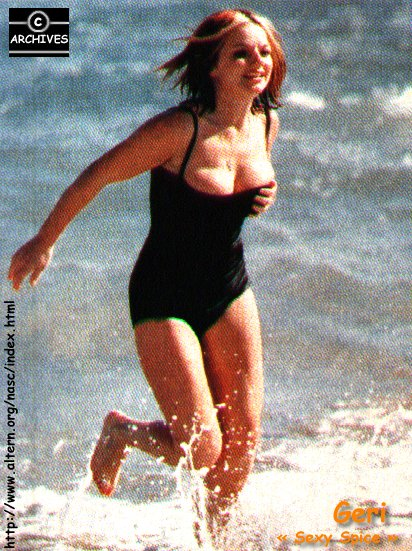 ©
ARCHIVES
http://www.altern.org/nasc/index.html
Geri
« Sexy Spice »